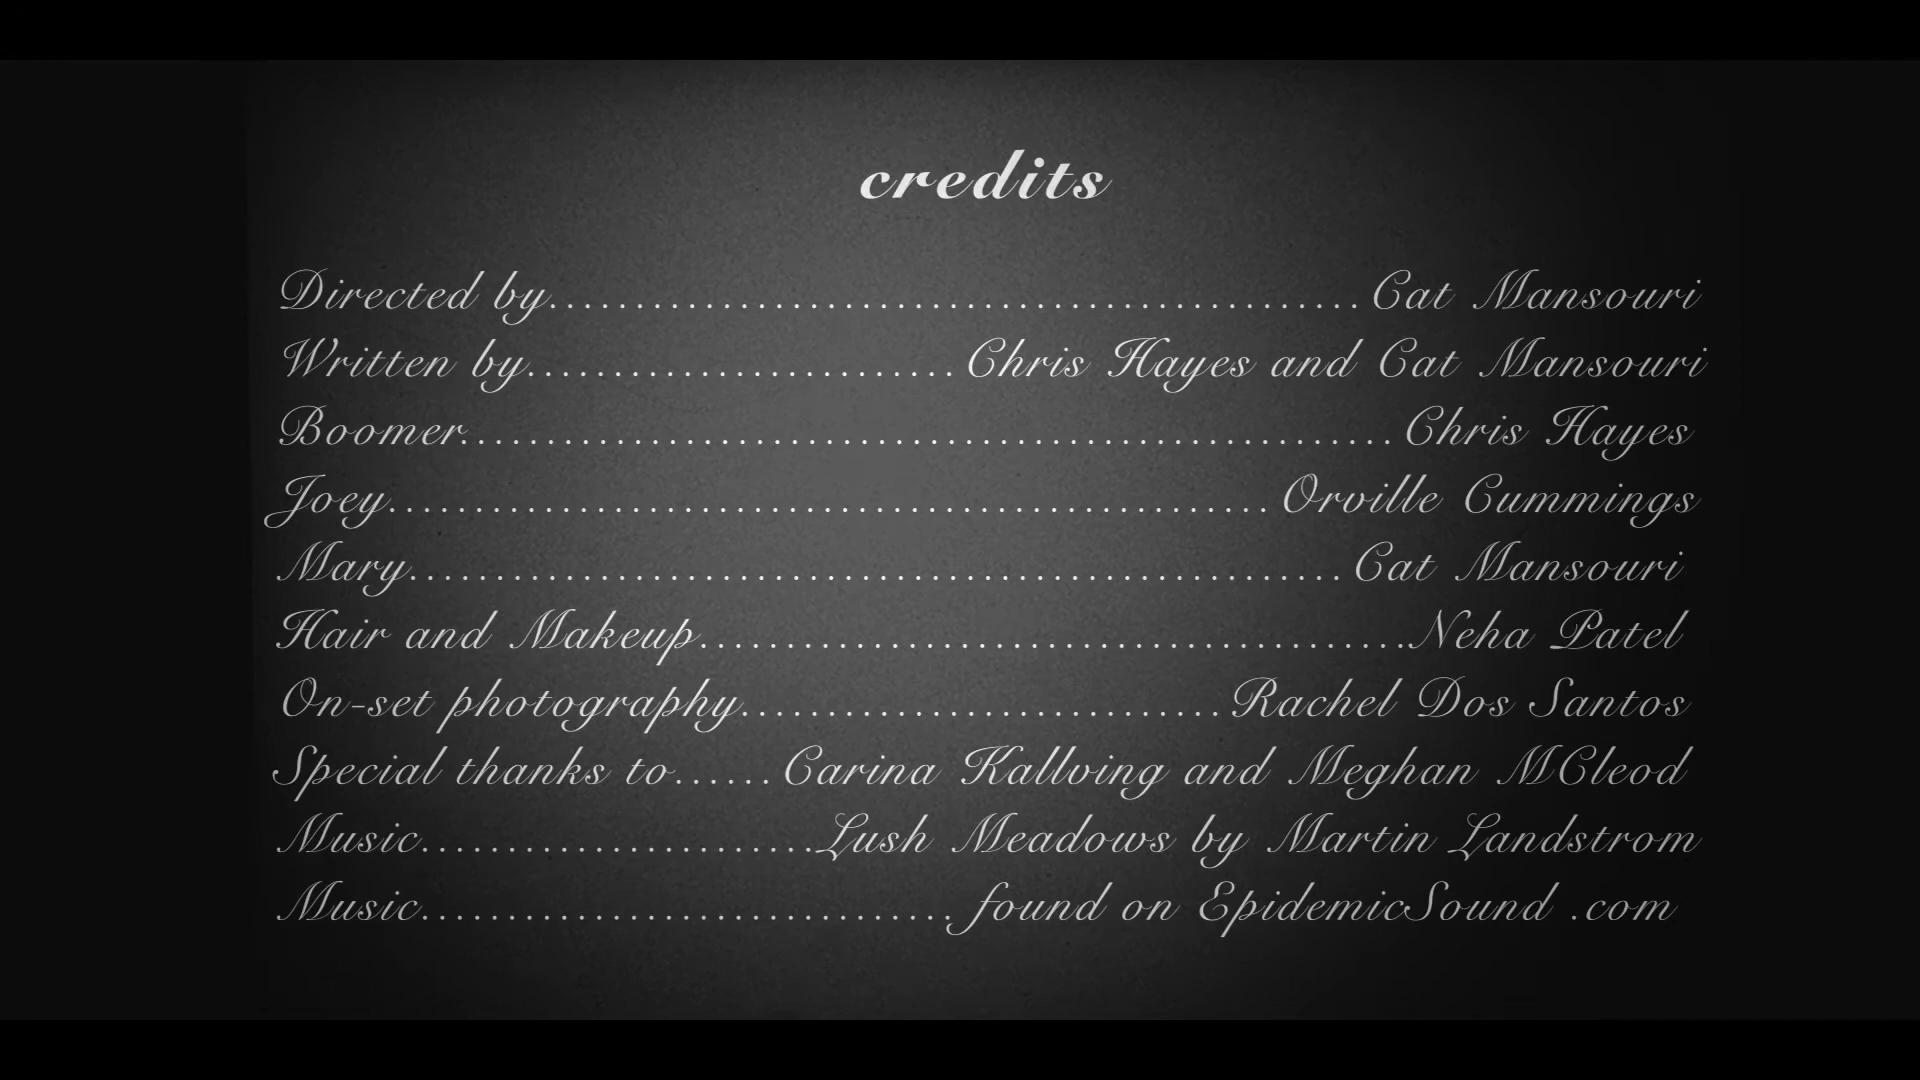 credits
Directed by............................................... Cat Mansouri
Written by......................... Chris Hayes and Cat Mansouri
Boomer...................................................... Chris Hayes
Joey................................................... Orville Cummings
Mary...................................................... Cat Mansouri
Hair and Makeup.........................................Neha Patel
On-set photography............................ Rachel Dos Santos
Special thanks to...... Carina Kallving and Meghan MCleod
Music.......................Lush Meadows by Martin Landstrom
Music............................... found on EpidemicSound .com